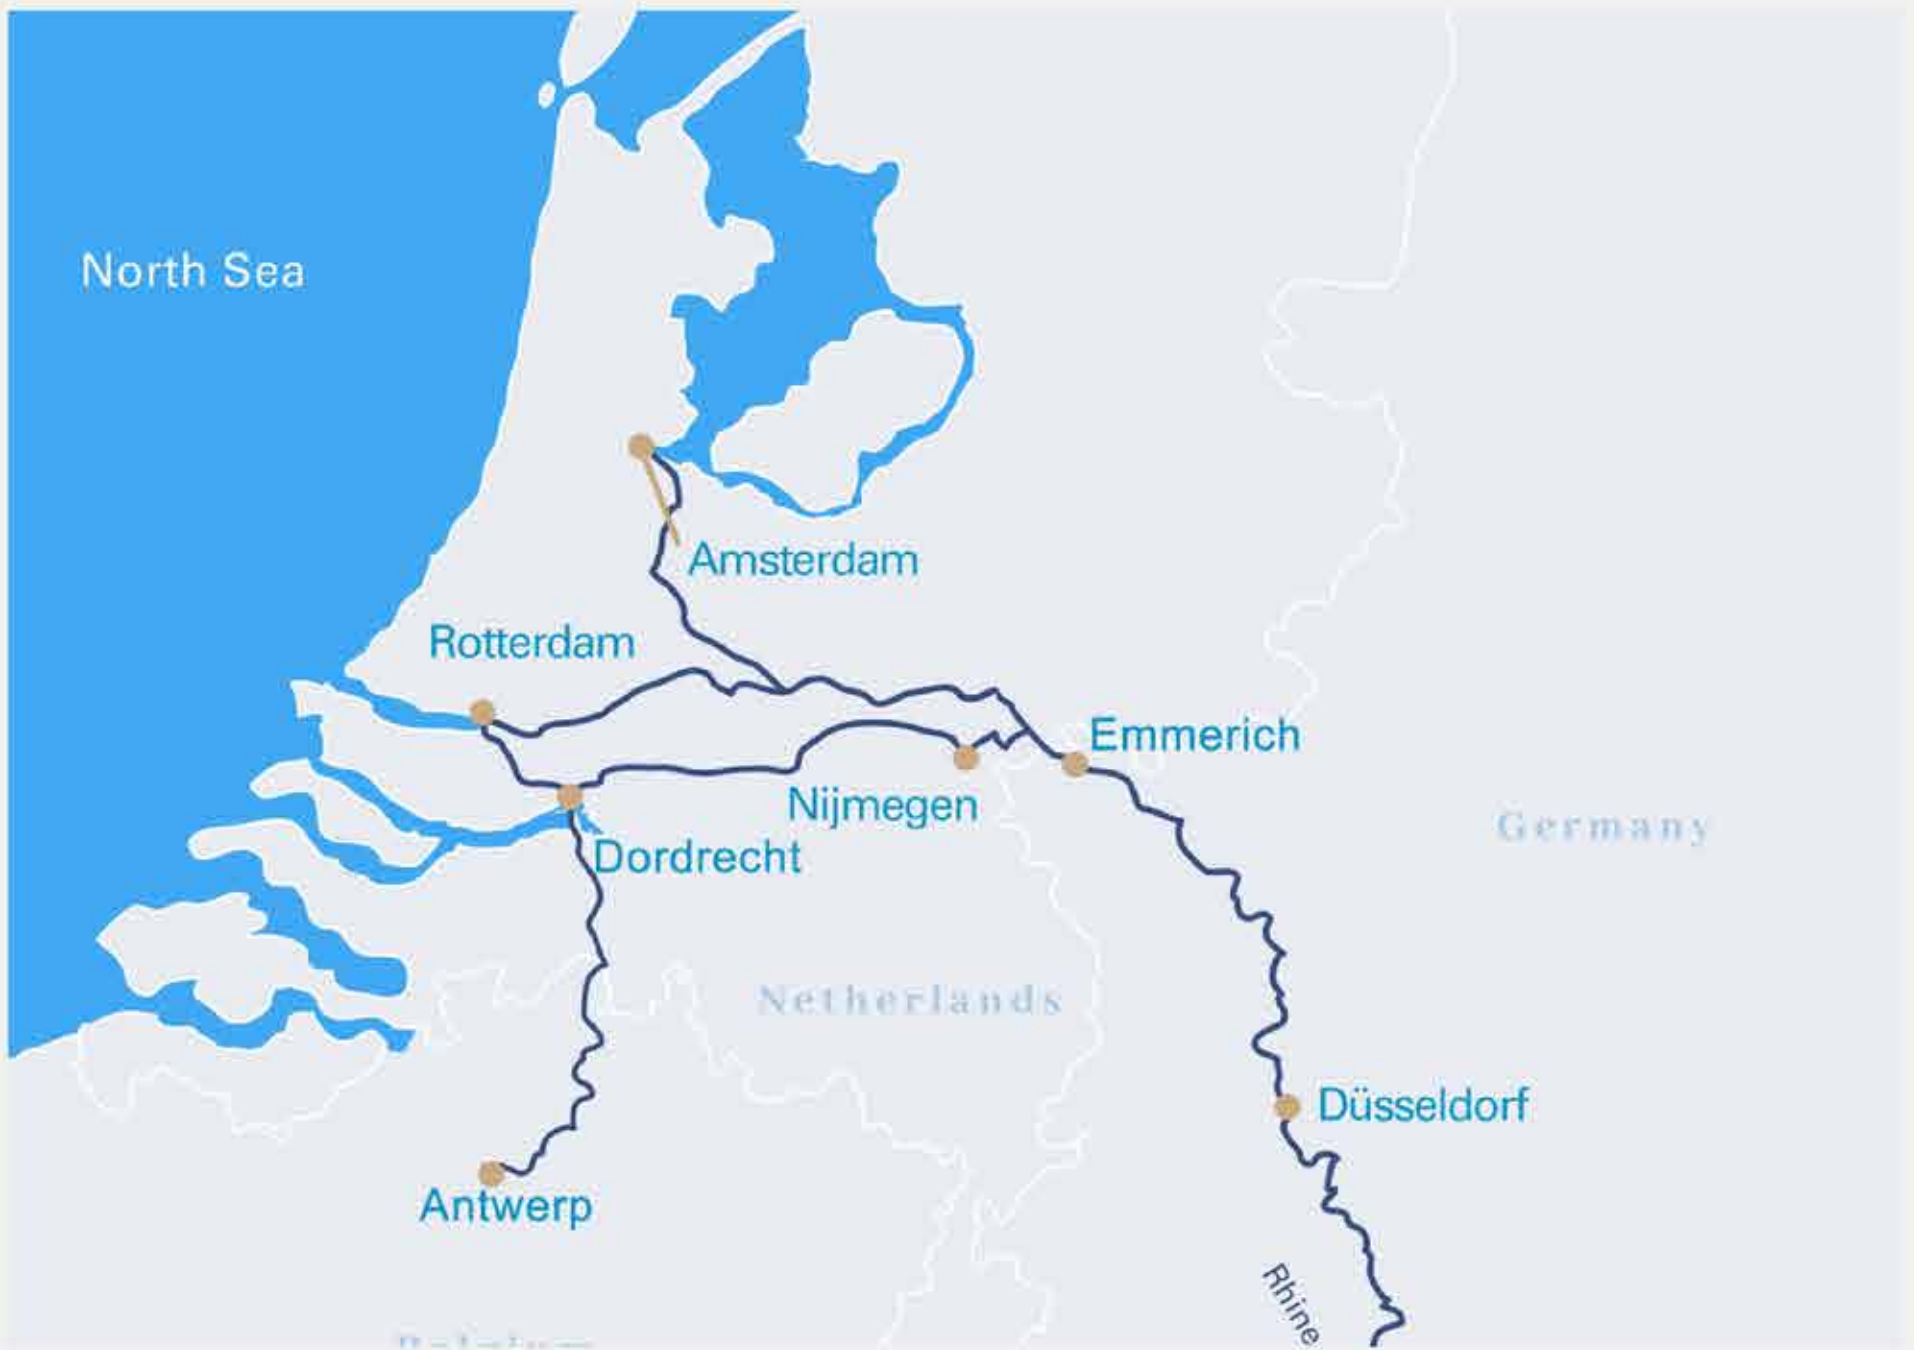 North Sea
Amsterdam
Rotterdam
Emmerich
Nijmegen
Germany
Dordrecht
Netherlands
Düsseldorf
Antwerp
Rhine